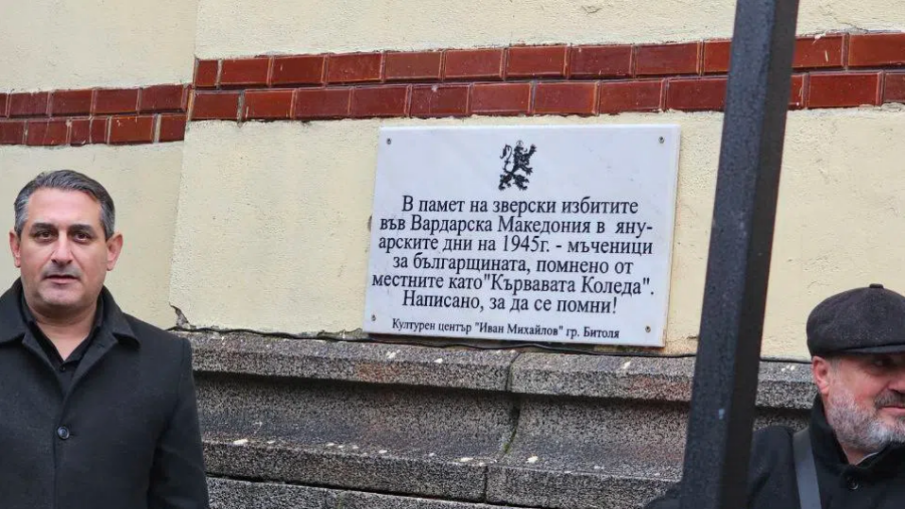 В памет на зверски избитите
във Вардарска Македония в яну-
арските дни на 1945г. - мъченици
за българщината, помнено от
местните като "Кървавата Коледа".
Написано, за да се помни!
Културен център "Иван Михайлов" гр. Битоля